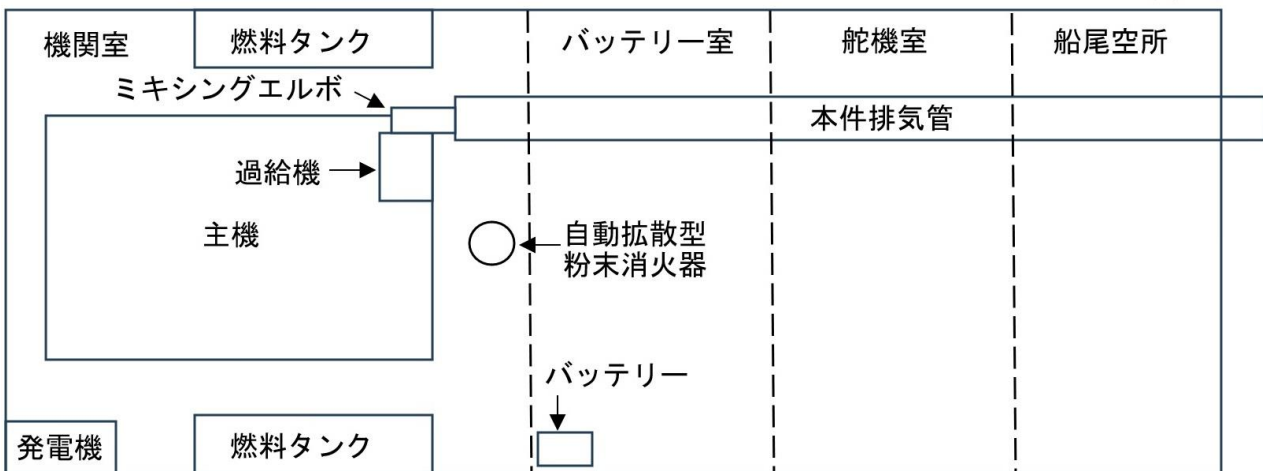 機関室
燃料タンク
バッテリー室
舵機室
船尾空所
ミキシングエルボ
本件排気管
過給機
主機
自動拡散型
粉末消火器
バッテリー
発電機
燃料タンク